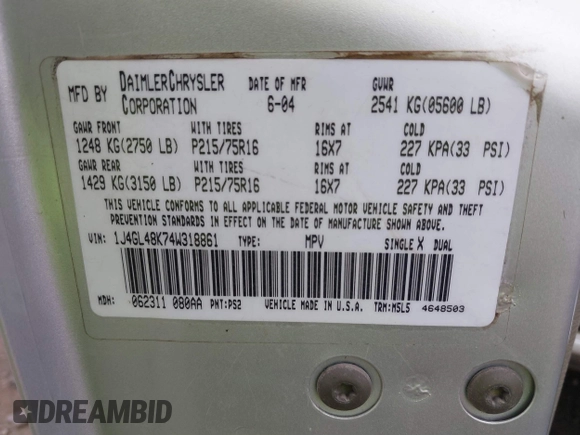 MFD BY DAIMLERCHRYSLER CORPORATION DATE OF MFR 6-04 GVWR 2541 KG(05600 LB)
GAWR FRONT WITH TIRES RIMS AT COLD
1248 KG(2750 LB) P215/75R16 16X7 227 KPA(33 PSI)
GAWR REAR WITH TIRES RIMS AT COLD
1429 KG(3150 LB) P215/75R16 16X7 227 KPA(33 PSI)
THIS VEHICLE CONFORMS TO ALL APPLICABLE FEDERAL MOTOR VEHICLE SAFETY AND THEFT
PREVENTION STANDARDS IN EFFECT ON THE DATE OF MANUFACTURE SHOWN ABOVE.
VIN: 1J4GL48K74W318861 TYPE: MPV SINGLE X DUAL
MDH: 062311 080AA PNT:PS2 VEHICLE MADE IN U.S.A. TRM:M5L5 4648503
DREAMBID